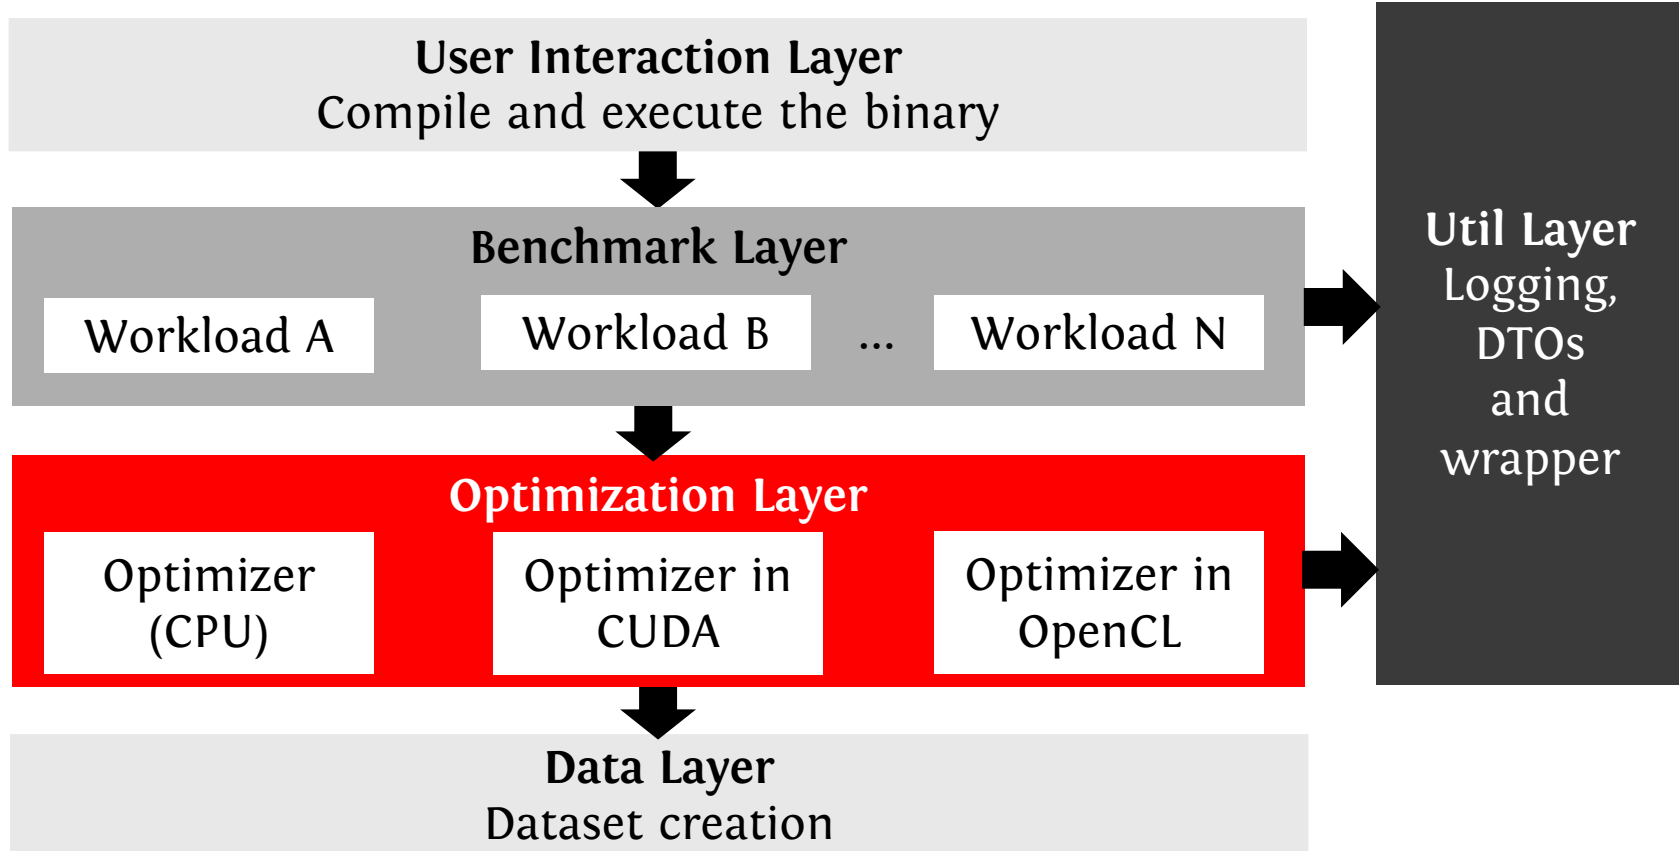 User Interaction Layer
Compile and execute the binary
Benchmark Layer
Workload A
Workload B
...
Workload N
Optimization Layer
Optimizer
(CPU)
Optimizer in
CUDA
Optimizer in
OpenCL
Data Layer
Dataset creation
Util Layer
Logging,
DTOs
and
wrapper